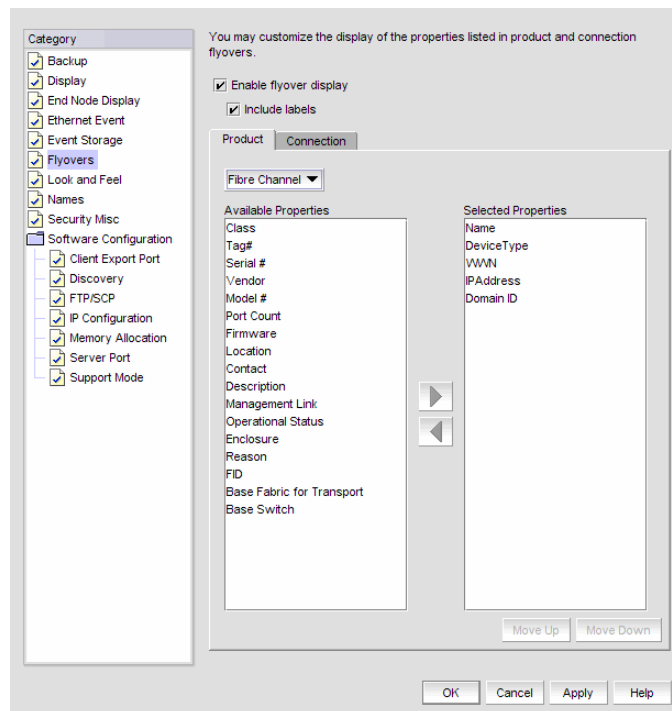 Category
Backup
Display
End Node Display
Ethernet Event
Event Storage
Flyovers
Look and Feel
Names
Security Misc
Software Configuration
Client Export Port
Discovery
FTP/SCP
IP Configuration
Memory Allocation
Server Port
Support Mode
You may customize the display of the properties listed in product and connection
flyovers.
Enable flyover display
Include labels
Product
Connection
Fibre Channel
Available Properties
Class
Tag#
Serial #
Vendor
Model #
Port Count
Firmware
Location
Contact
Description
Management Link
Operational Status
Enclosure
Reason
FID
Base Fabric for Transport
Base Switch
Selected Properties
Name
DeviceType
WWN
IPAddress
Domain ID
Move Up
Move Down
OK
Cancel
Apply
Help